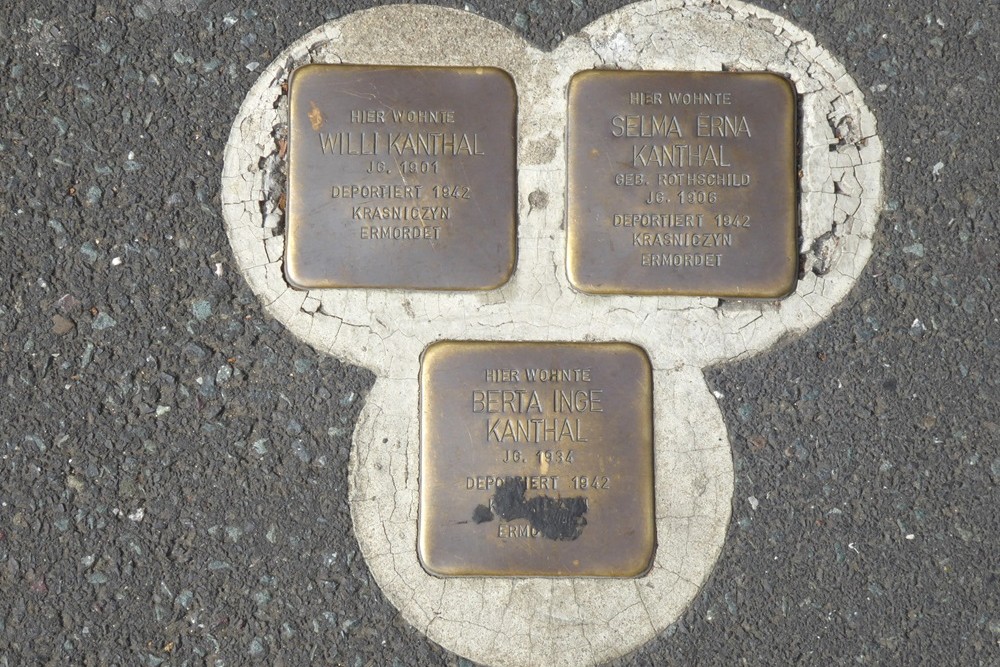 HIER WOHNTE
WILLI KANTHAL
JG. 1901
DEPORTIERT 1942
KRASNICZYN
ERMORDET
HIER WOHNTE
SELMA ERNA
KANTHAL
GEB. ROTHSCHILD
JG. 1906
DEPORTIERT 1942
KRASNICZYN
ERMORDET
HIER WOHNTE
BERTA INGE
KANTHAL
JG. 1934
DEPORTIERT 1942
ERMORDET